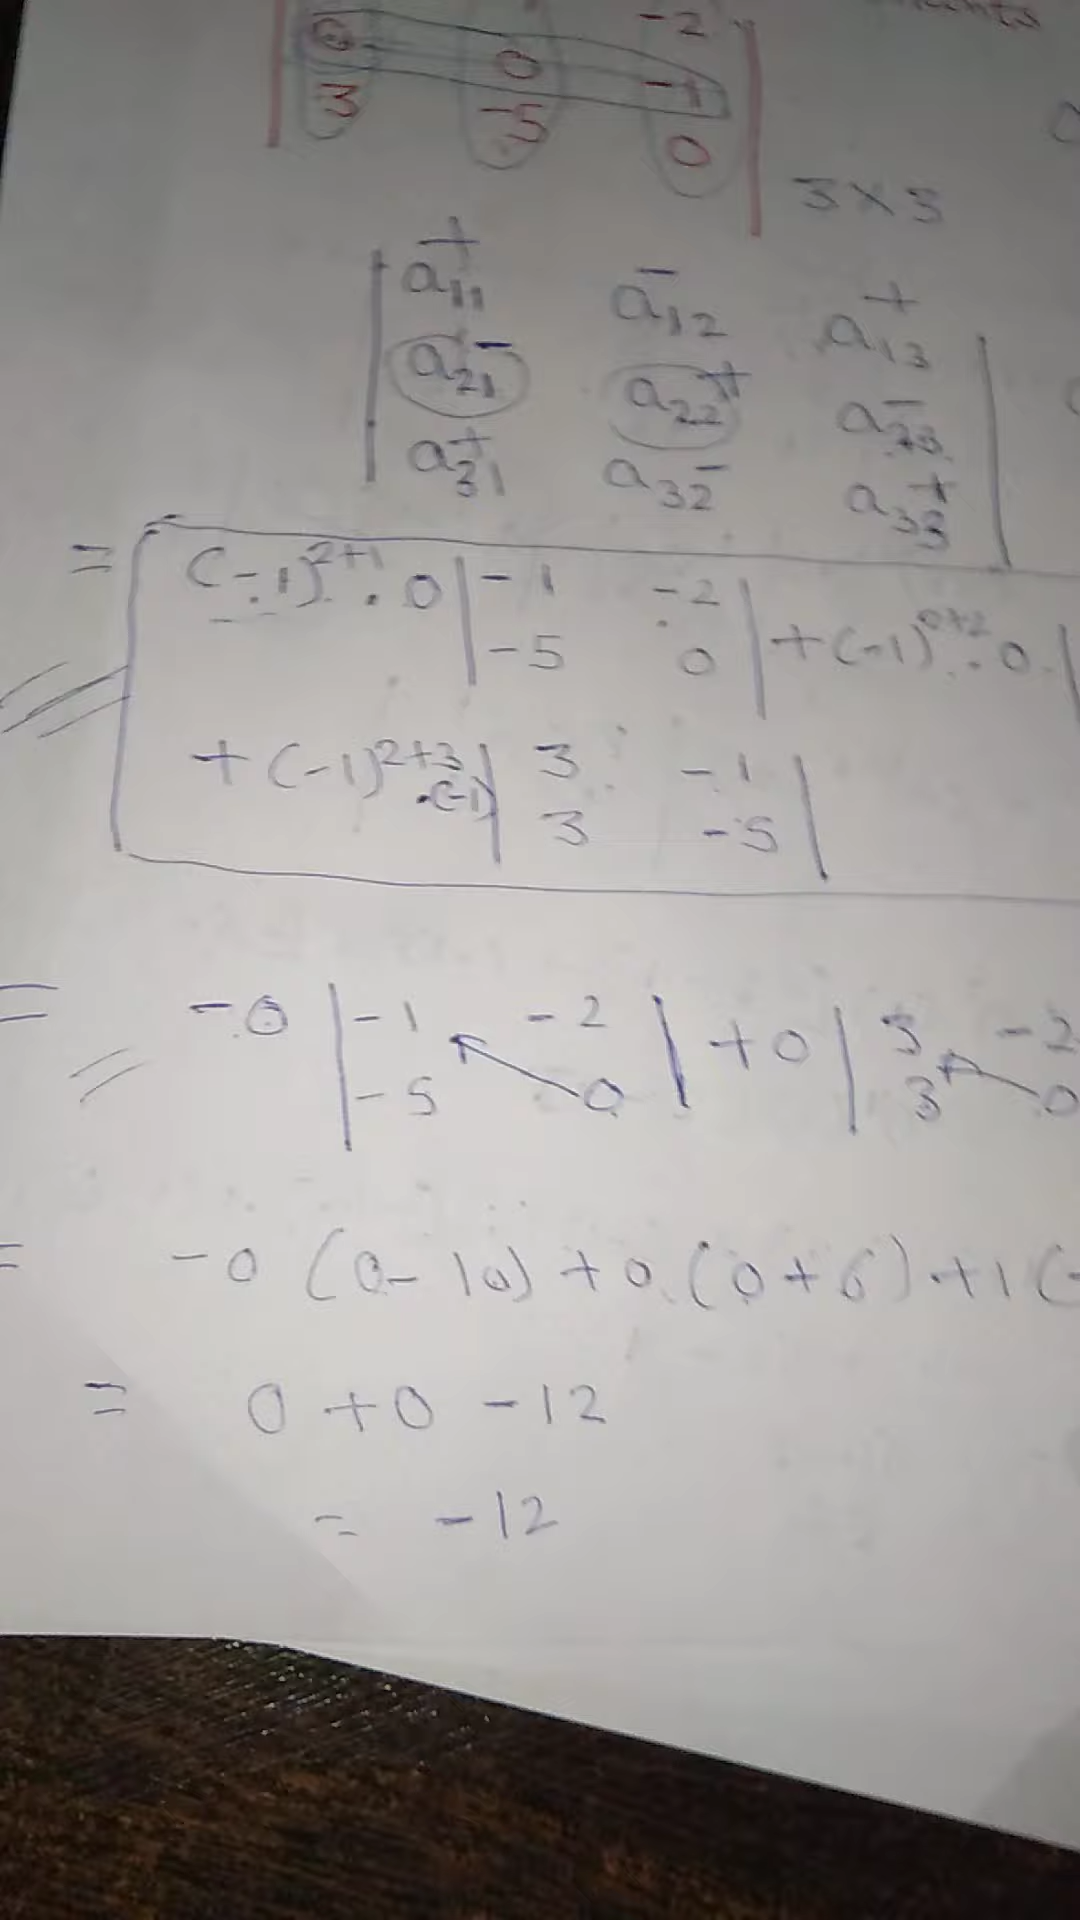 -2
0 0 -1
3 -5 0
3×3
a₁₁⁺ a₁₂⁻ a₁₃⁺
a₂₁⁻ a₂₂⁺ a₂₃⁻
a₃₁⁺ a₃₂⁻ a₃₃⁺
= (-1)²⁺¹ . 0 | -1 -2 | + (-1) . 0 |
| -5 0 |
+ (-1)²⁺³ .(-1) | 3 -1 |
| 3 -5 |
= -0 | -1 -2 | + 0 | 3 -2
| -5 0 | | 3 0
= -0 (0-10) + 0 (0+6) + 1 (-
= 0 + 0 - 12
= -12